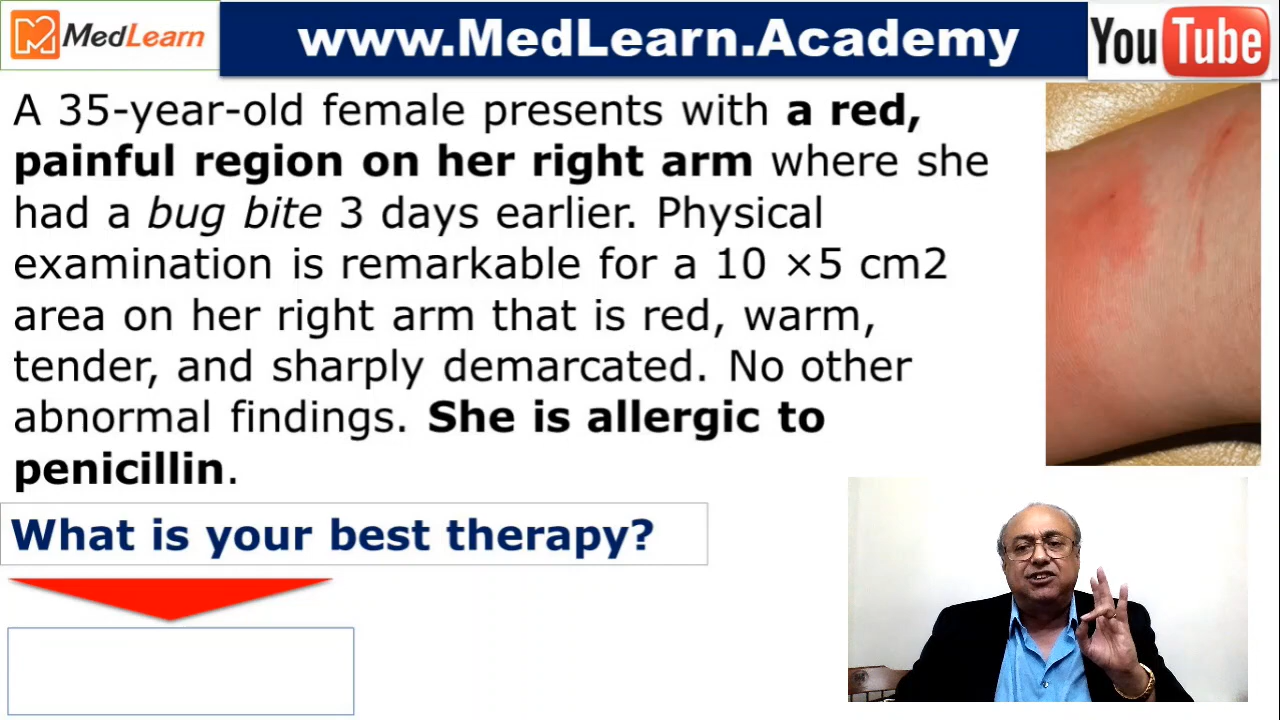 MedLearn
www.MedLearn.Academy
YouTube
A 35-year-old female presents with a red,
painful region on her right arm where she
had a bug bite 3 days earlier. Physical
examination is remarkable for a 10 ×5 cm2
area on her right arm that is red, warm,
tender, and sharply demarcated. No other
abnormal findings. She is allergic to
penicillin.
What is your best therapy?